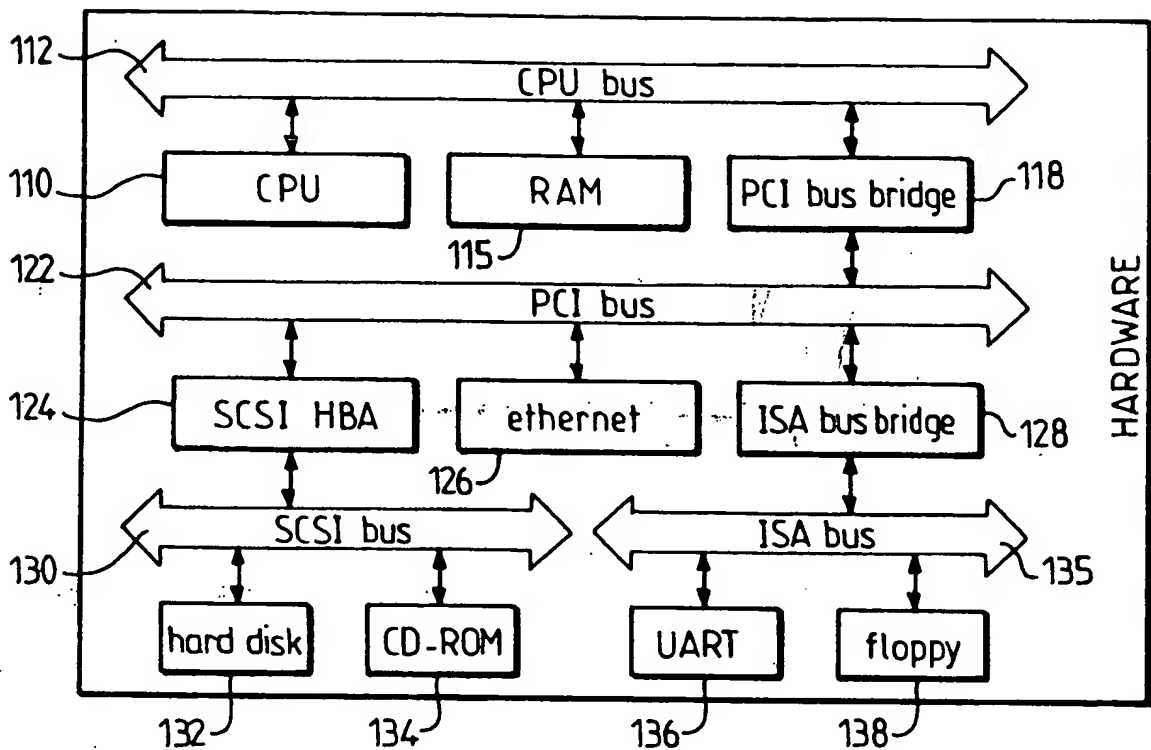 112
CPU bus
110
CPU
RAM
PCI bus bridge
118
115
122
PCI bus
HARDWARE
124
SCSI HBA
ethernet
ISA bus bridge
128
126
130
SCSI bus
ISA bus
135
hard disk
CD-ROM
UART
floppy
132
134
136
138